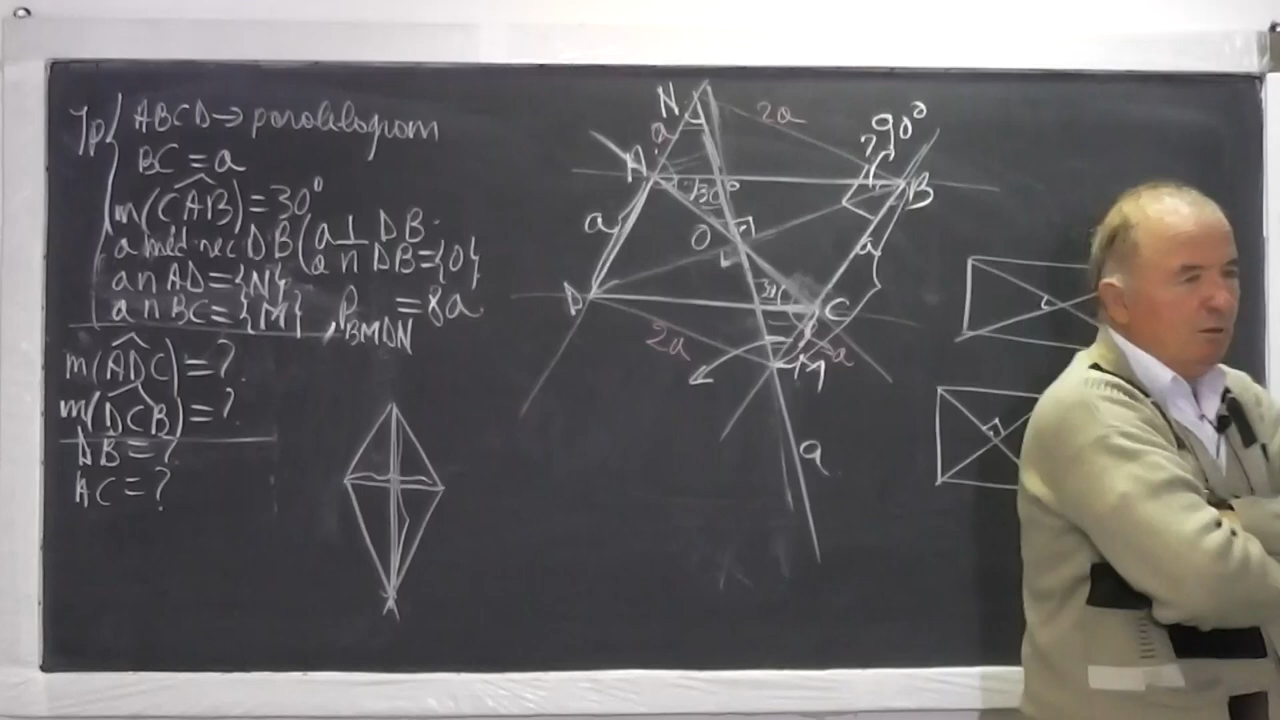 Ip ABCD → paralelogram
BC = a
m(CAB) = 30°
a med rec DB (a ⊥ DB
a ∩ DB = {O}
a ∩ AD = {N}
a ∩ BC = {M}, P BMDN = 8a
m(ADC) = ?
m(DCB) = ?
DB = ?
AC = ?
N
2a
90°
a
?
A
30°
B
a
O
a
D
30°
C
2a
a
M
a